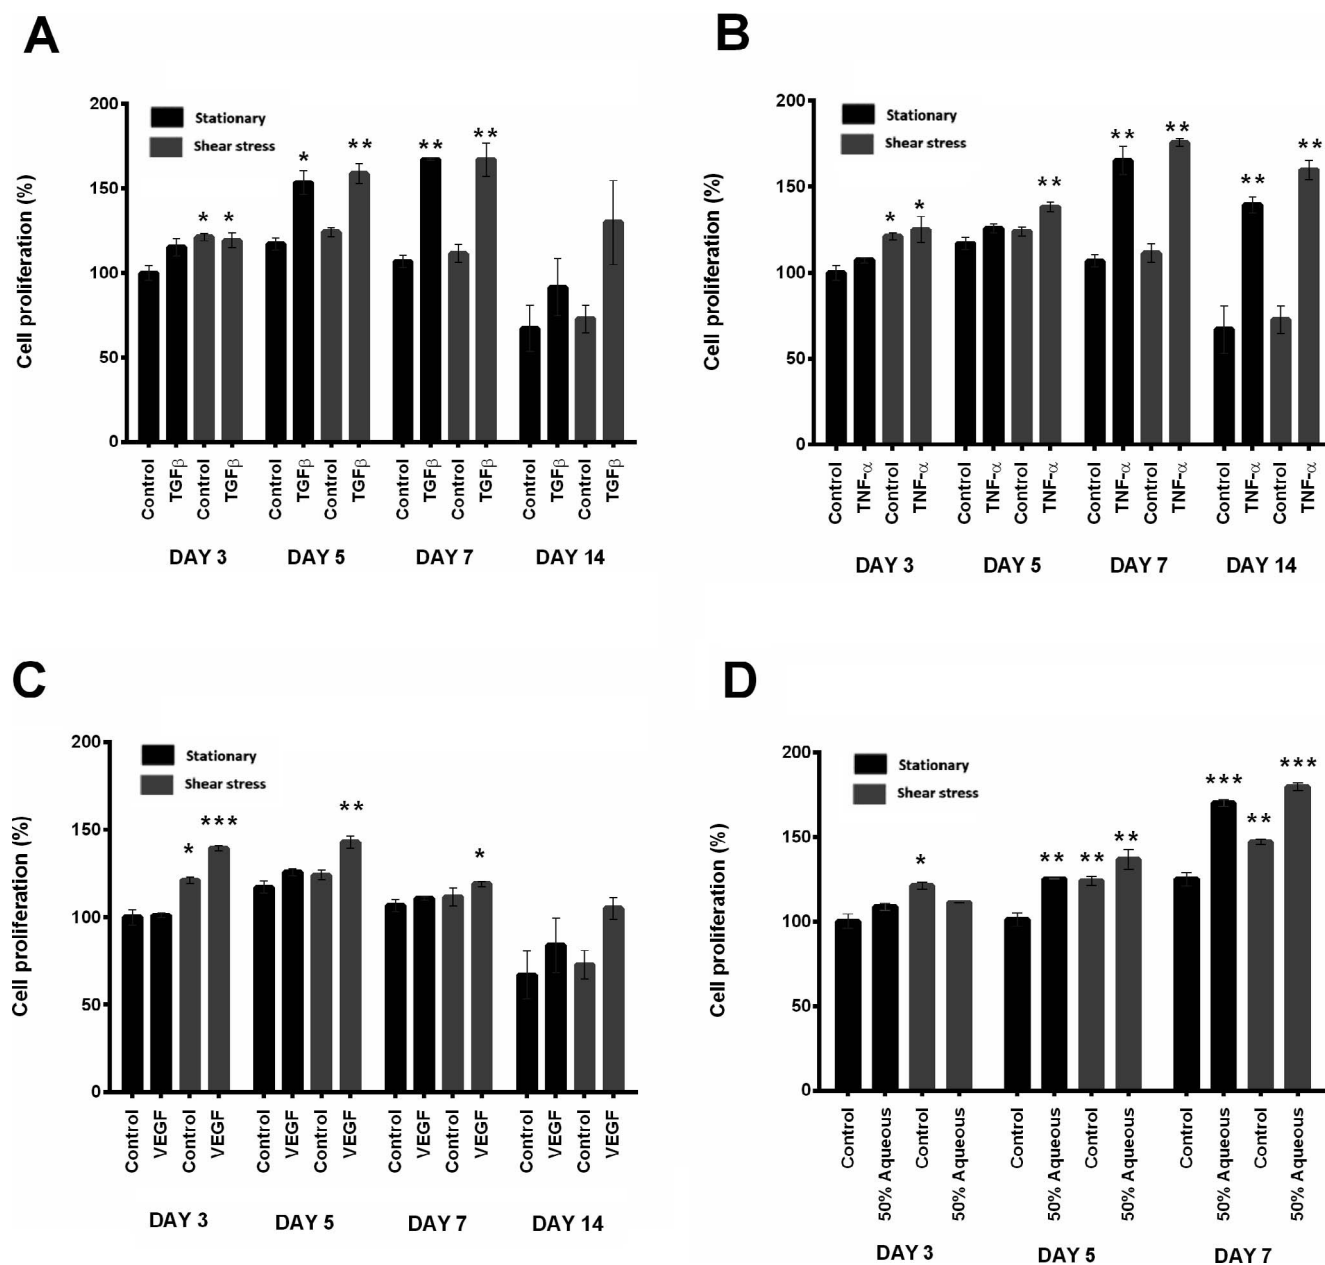 A
200
150
100
50
0
Cell proliferation (%)
Stationary
Shear stress
* * * ** ** **
Control TGFβ Control TGFβ Control TGFβ Control TGFβ Control TGFβ Control TGFβ Control TGFβ Control TGFβ
DAY 3 DAY 5 DAY 7 DAY 14
B
200
150
100
50
0
Cell proliferation (%)
Stationary
Shear stress
* * ** ** ** ** **
Control TNF-α Control TNF-α Control TNF-α Control TNF-α Control TNF-α Control TNF-α Control TNF-α Control TNF-α
DAY 3 DAY 5 DAY 7 DAY 14
C
200
150
100
50
0
Cell proliferation (%)
Stationary
Shear stress
* *** ** *
Control VEGF Control VEGF Control VEGF Control VEGF Control VEGF Control VEGF Control VEGF Control VEGF
DAY 3 DAY 5 DAY 7 DAY 14
D
200
150
100
50
0
Cell proliferation (%)
Stationary
Shear stress
* ** ** ** *** ** ***
Control 50% Aqueous Control 50% Aqueous Control 50% Aqueous Control 50% Aqueous Control 50% Aqueous Control 50% Aqueous
DAY 3 DAY 5 DAY 7